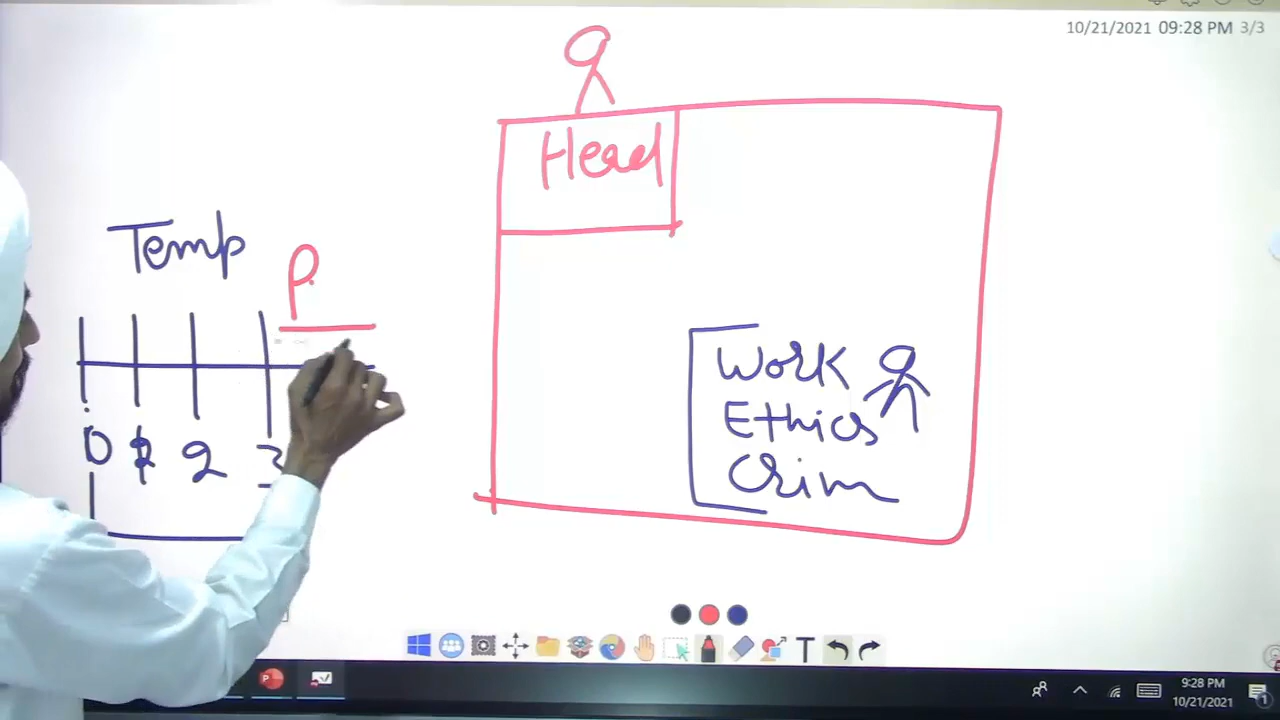 10/21/2021 09:28 PM 3/3
Head
Temp
P.
0 2 3
Work
Ethics
Crim
T
9:28 PM
10/21/2021